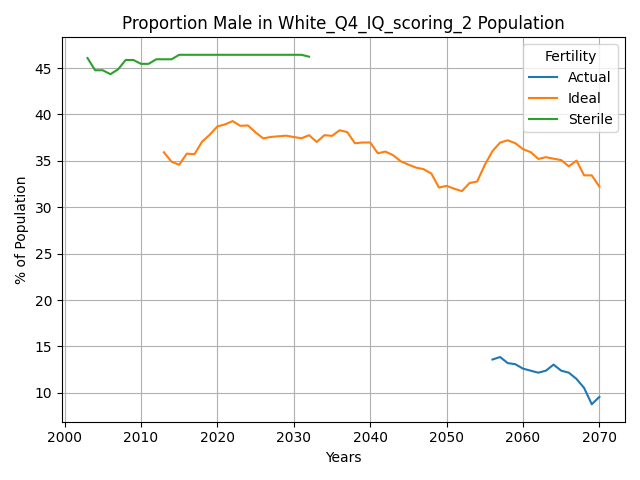 Proportion Male in White_Q4_IQ_scoring_2 Population
Fertility
Actual
Ideal
Sterile
% of Population
45
40
35
30
25
20
15
10
2000 2010 2020 2030 2040 2050 2060 2070
Years